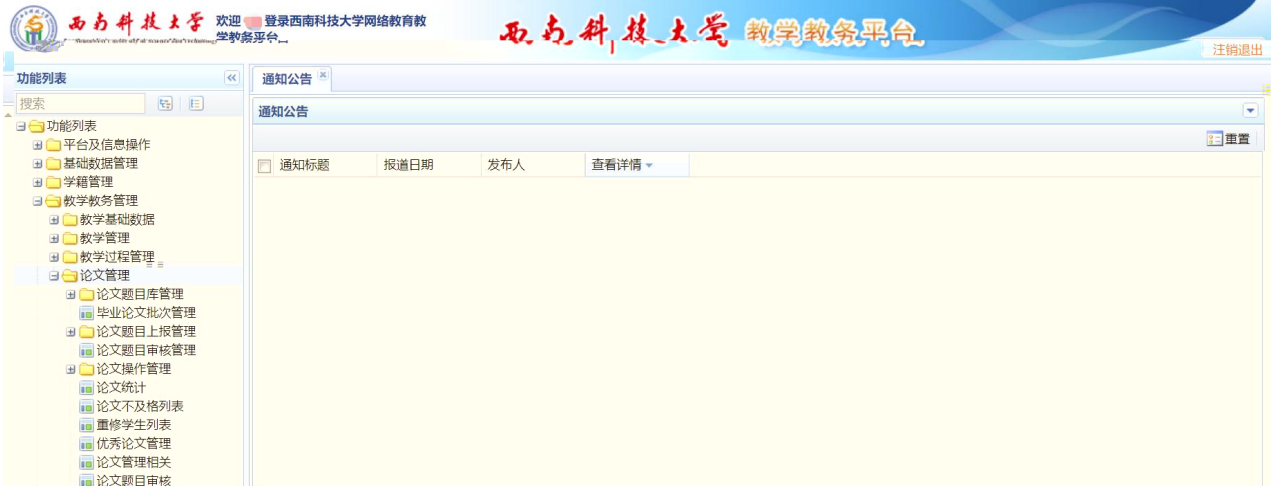 西南科技大学
欢迎 登录西南科技大学网络教育教
学教务平台
西南科技大学 教学教务平台
注销退出
功能列表
通知公告
搜索
通知公告
功能列表
重置
平台及信息操作
基础数据管理
通知标题 报道日期 发布人 查看详情
学籍管理
教学教务管理
教学基础数据
教学管理
教学过程管理
论文管理
论文题目库管理
毕业论文批次管理
论文题目上报管理
论文题目审核管理
论文操作管理
论文统计
论文不及格列表
重修学生列表
优秀论文管理
论文管理相关
论文题目审核